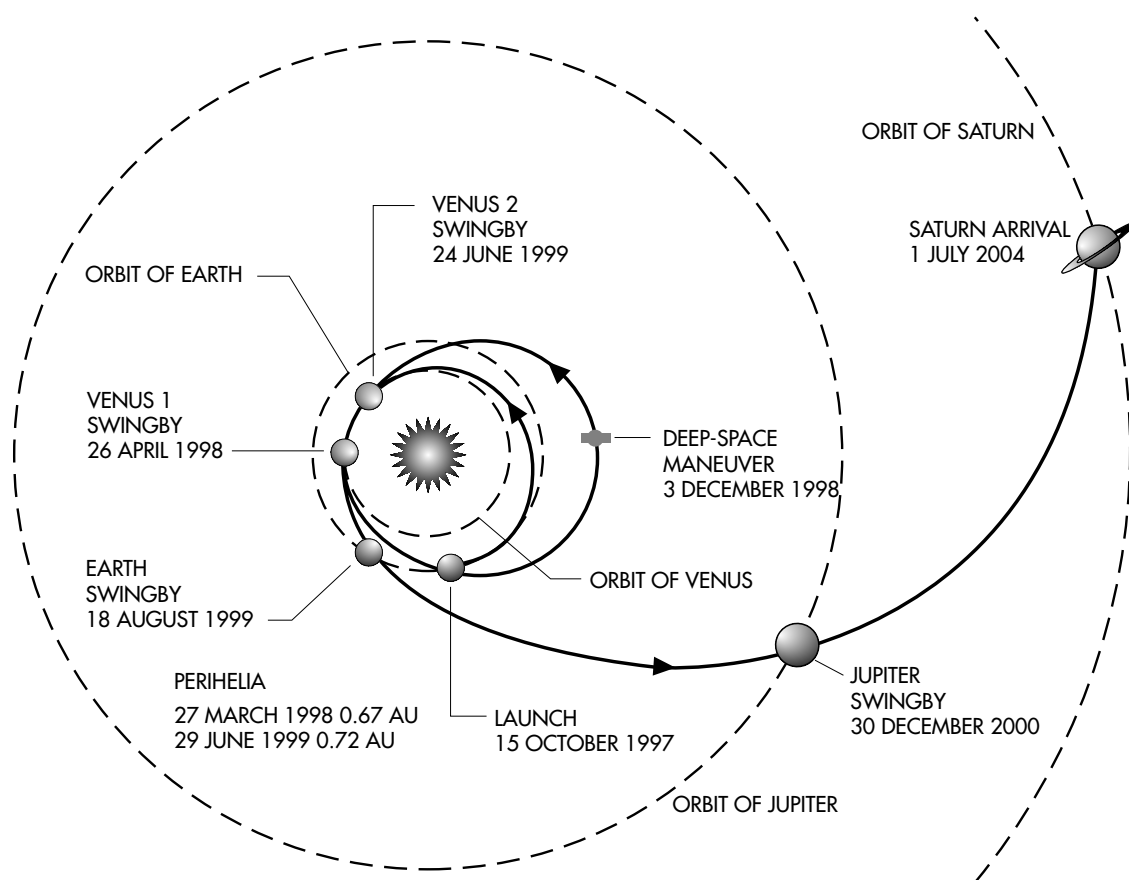 ORBIT OF SATURN
VENUS 2
SWINGBY
24 JUNE 1999
SATURN ARRIVAL
1 JULY 2004
ORBIT OF EARTH
VENUS 1
SWINGBY
26 APRIL 1998
DEEP-SPACE
MANEUVER
3 DECEMBER 1998
ORBIT OF VENUS
EARTH
SWINGBY
18 AUGUST 1999
PERIHELIA
27 MARCH 1998 0.67 AU
29 JUNE 1999 0.72 AU
LAUNCH
15 OCTOBER 1997
JUPITER
SWINGBY
30 DECEMBER 2000
ORBIT OF JUPITER